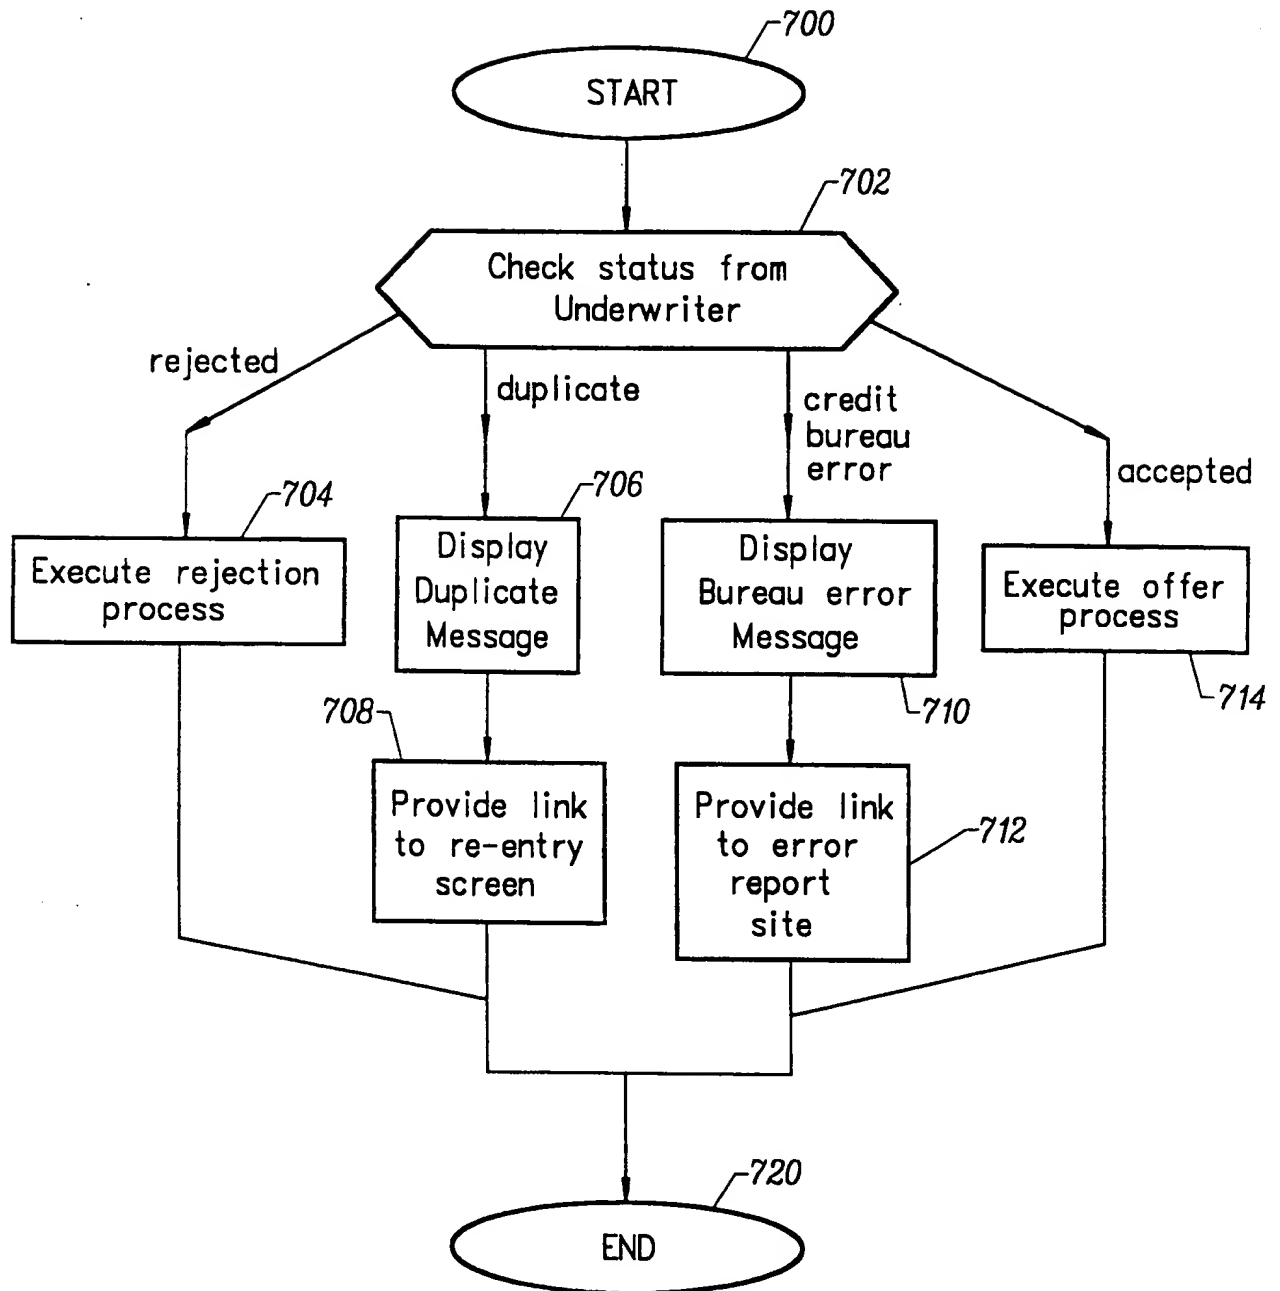 700
START
702
Check status from
Underwriter
rejected
duplicate
credit
bureau
error
accepted
704
Execute rejection
process
706
Display
Duplicate
Message
Display
Bureau error
Message
710
Execute offer
process
714
708
Provide link
to re-entry
screen
Provide link
to error
report
site
712
720
END